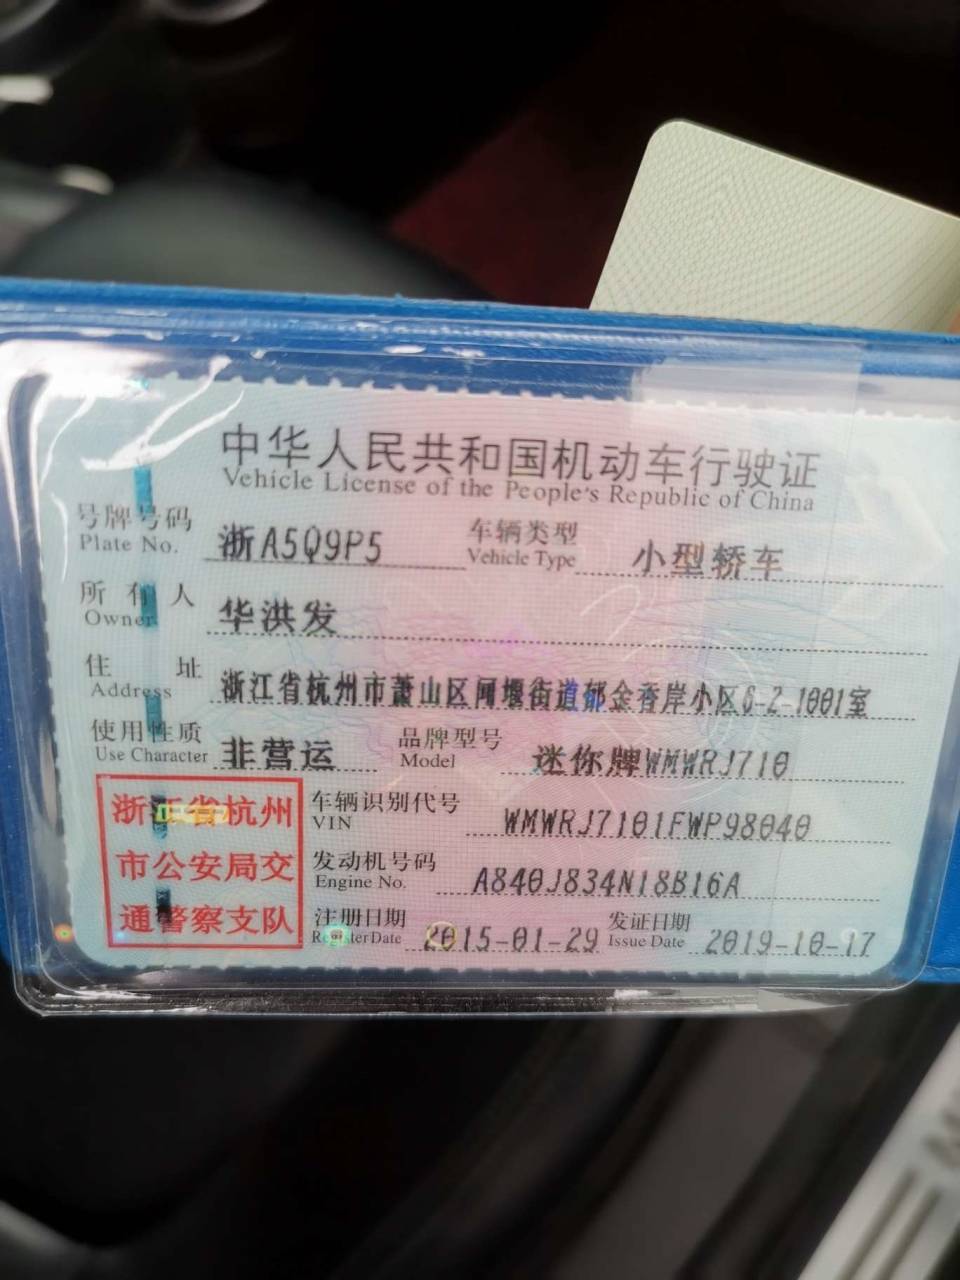 中华人民共和国机动车行驶证
Vehicle License of the People's Republic of China
号牌号码 浙A5Q9P5 车辆类型 小型轿车
Plate No. Vehicle Type
所有人 华洪发
Owner
住址 浙江省杭州市萧山区闻堰街道郁金香岸小区6-2-1001室
Address
使用性质 非营运 品牌型号 迷你牌WMWRJ710
Use Character Model
浙江省杭州
市公安局交
通警察支队
车辆识别代号 WMWRJ7101FWP98040
VIN
发动机号码 A840J834N18B16A
Engine No.
注册日期 2015-01-29 发证日期 2019-10-17
Register Date Issue Date